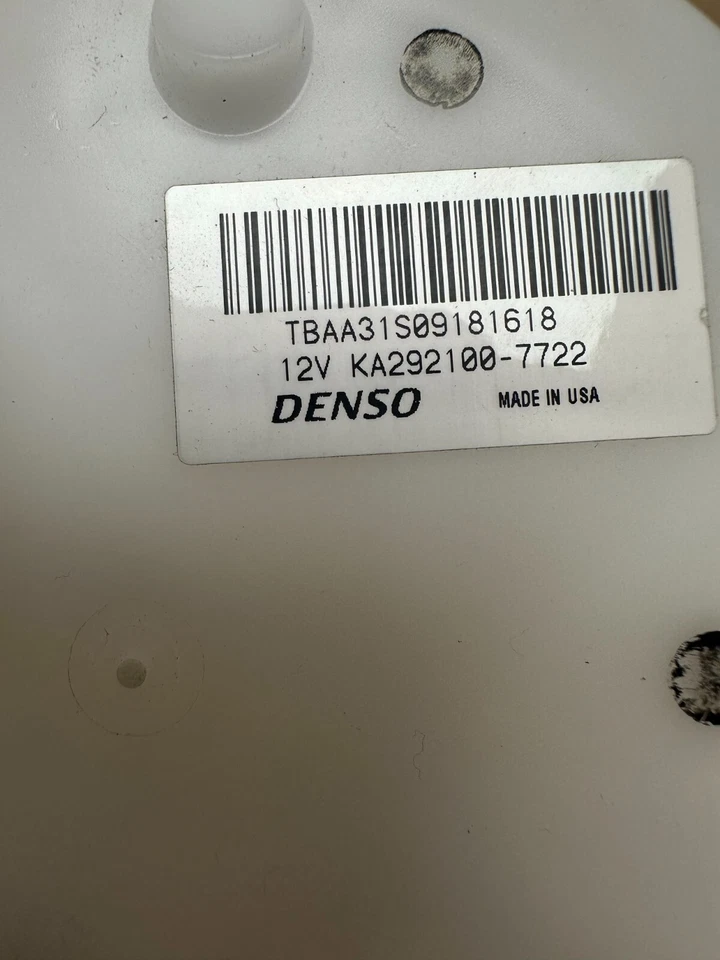 TBAA31S09181618
12V KA292100-7722
DENSO MADE IN USA